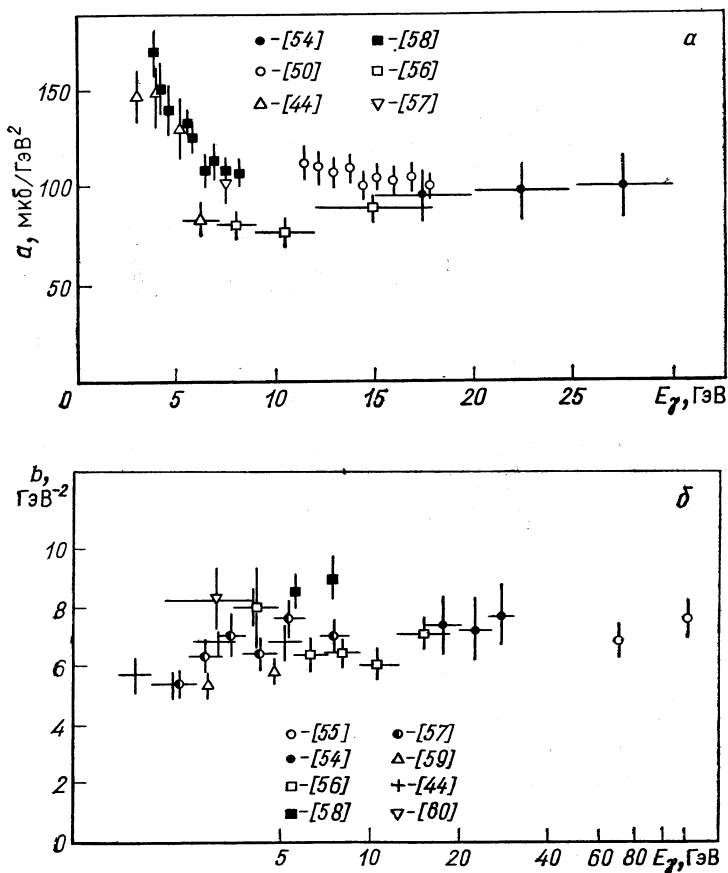 a
●-[54] ■-[58]
○-[50] □-[56]
△-[44] ▽-[57]
a, мкб/ГэВ²
150
100
50
0 5 10 15 20 25 Eγ, ГэВ
b,
ГэВ⁻²
б
10
8
6
4
2
0
○-[55] ◐-[57]
●-[54] △-[59]
□-[56] +-[44]
■-[58] ▽-[60]
5 10 20 40 60 80 Eγ, ГэВ